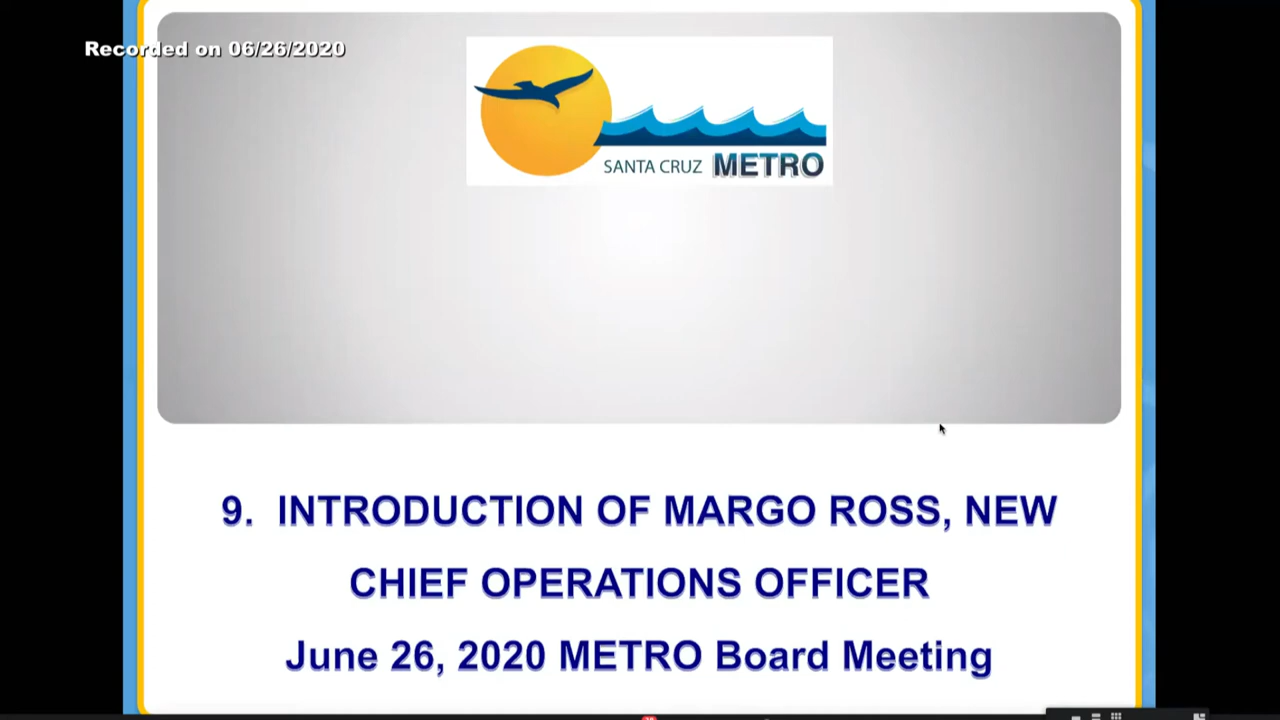 Recorded on 06/26/2020
SANTA CRUZ METRO
9. INTRODUCTION OF MARGO ROSS, NEW
CHIEF OPERATIONS OFFICER
June 26, 2020 METRO Board Meeting